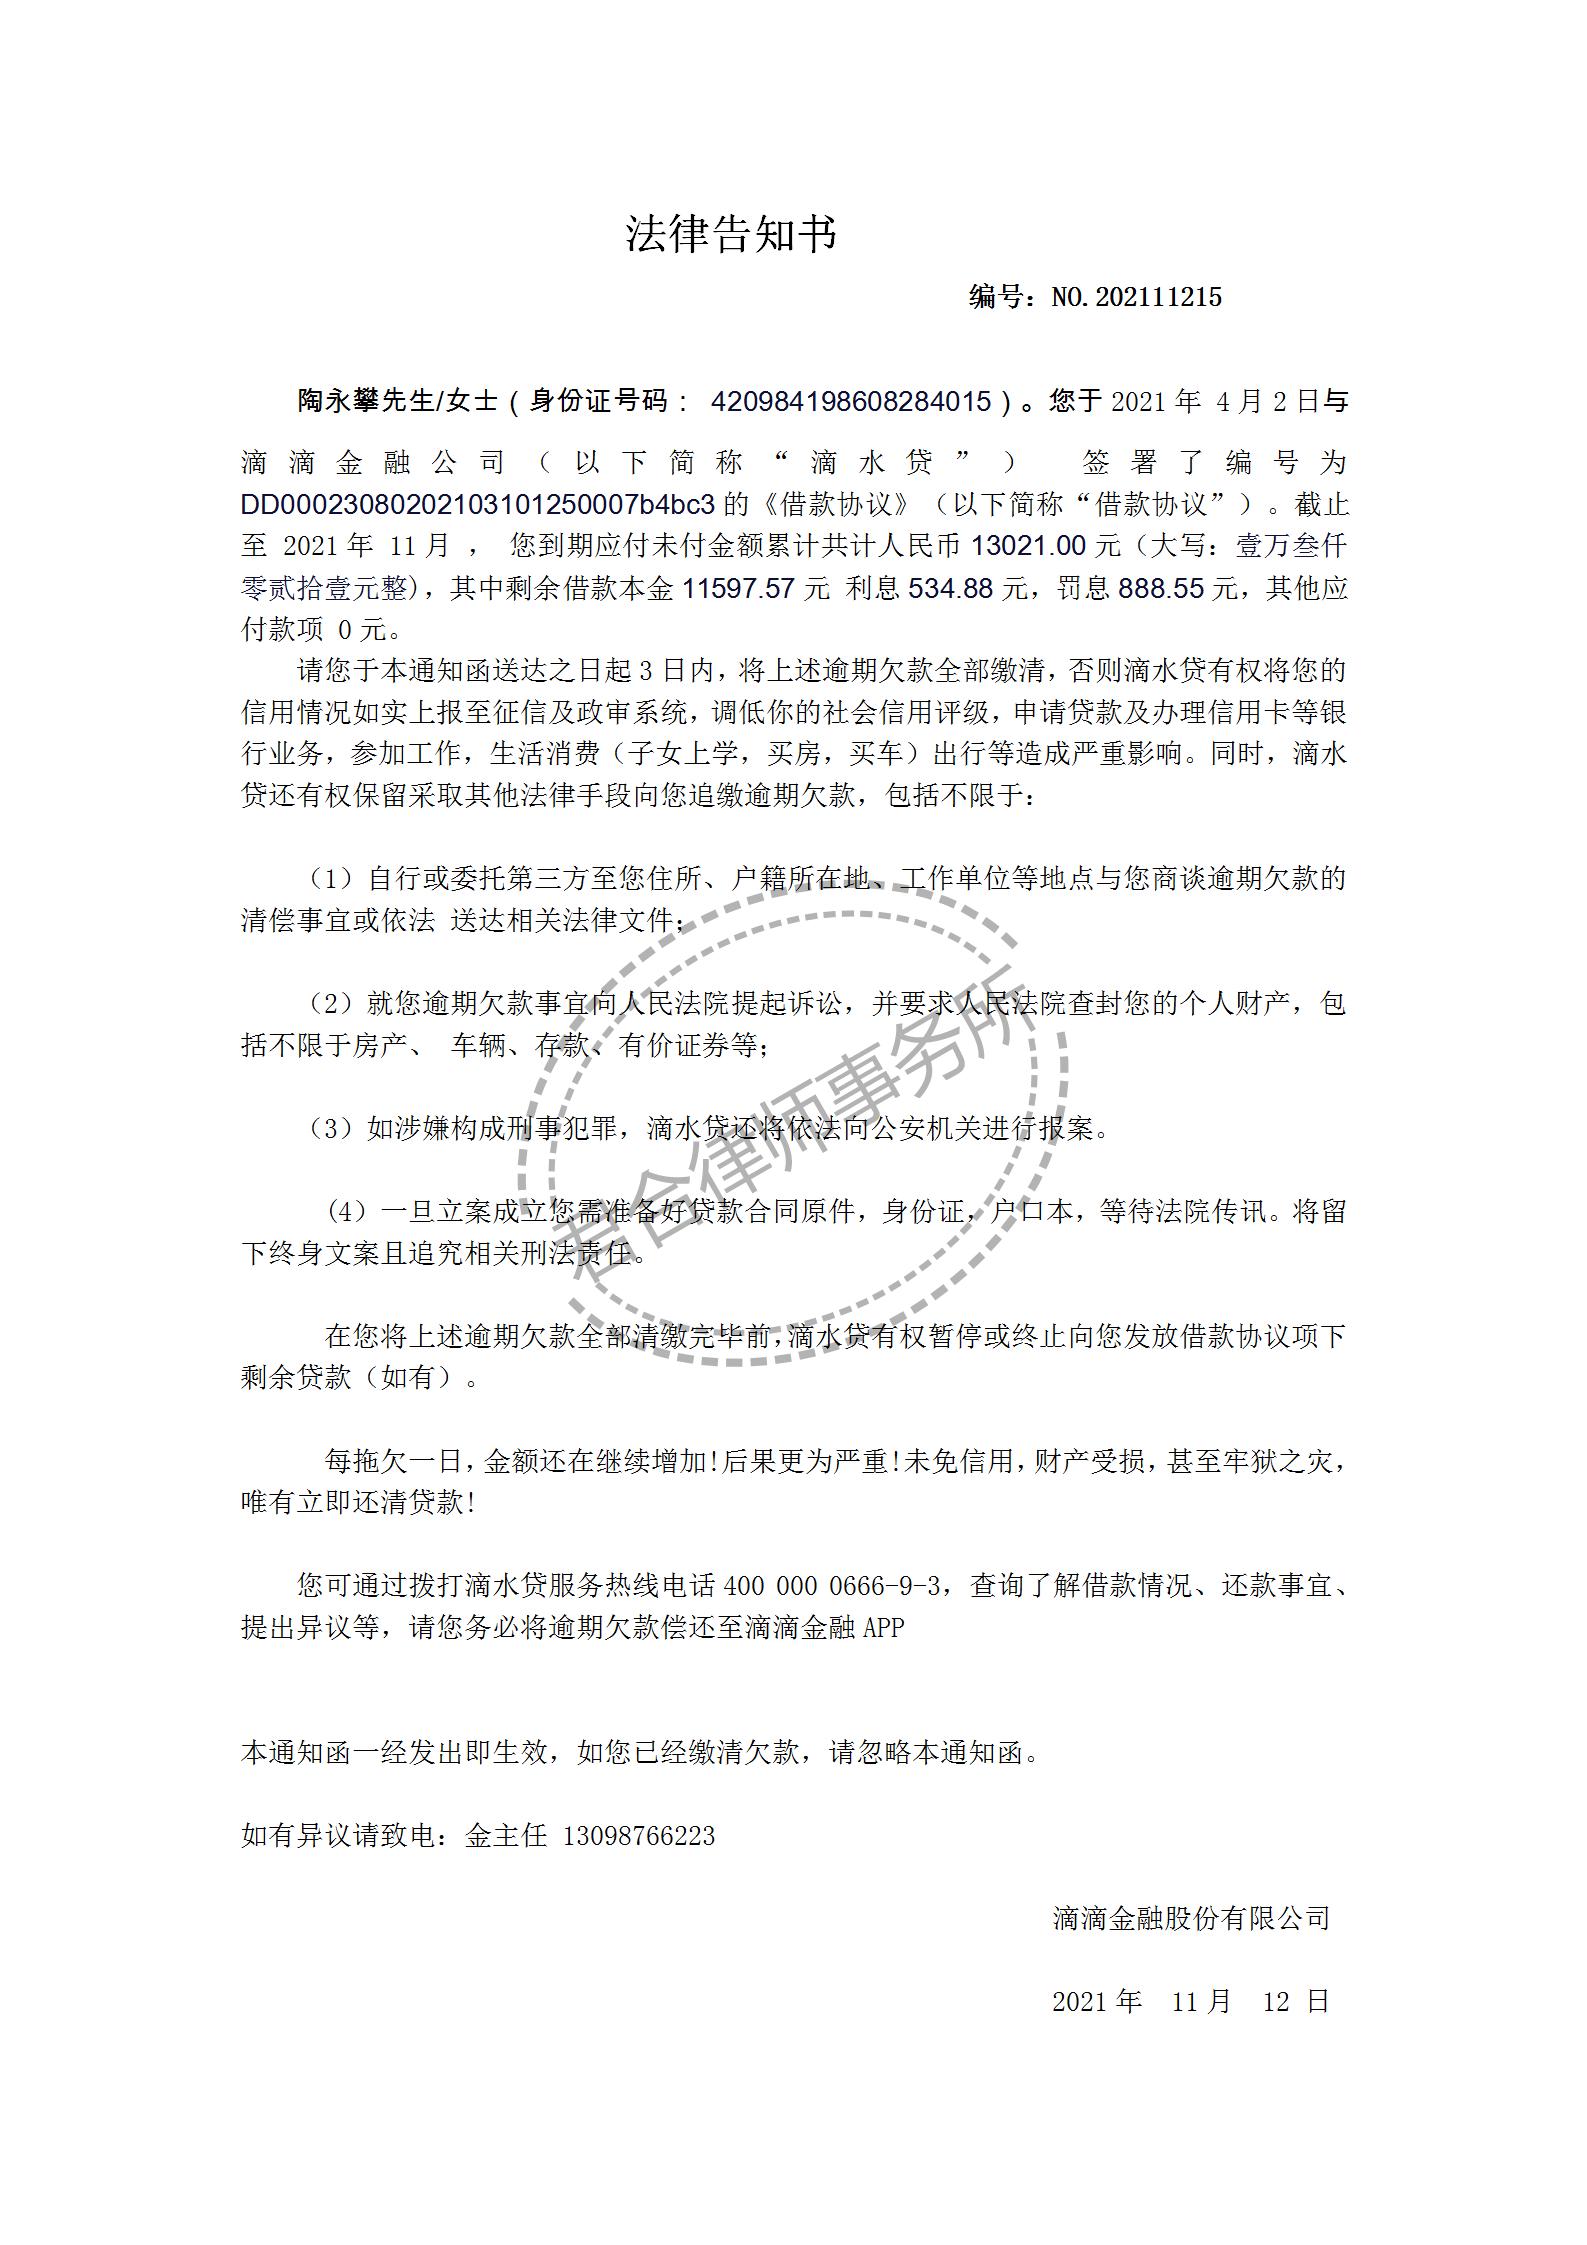 法律告知书
编号：NO.202111215
陶永攀先生/女士（身份证号码： 420984198608284015）。您于 2021 年 4 月 2 日与
滴滴金融公司（以下简称“滴水贷”） 签署了编号为
DD00023080202103101250007b4bc3 的《借款协议》（以下简称“借款协议”）。截止
至 2021 年 11 月 ， 您到期应付未付金额累计共计人民币 13021.00 元（大写：壹万叁仟
零贰拾壹元整)，其中剩余借款本金 11597.57 元 利息 534.88 元，罚息 888.55 元，其他应
付款项 0 元。
请您于本通知函送达之日起 3 日内，将上述逾期欠款全部缴清，否则滴水贷有权将您的
信用情况如实上报至征信及政审系统，调低你的社会信用评级，申请贷款及办理信用卡等银
行业务，参加工作，生活消费（子女上学，买房，买车）出行等造成严重影响。同时，滴水
贷还有权保留采取其他法律手段向您追缴逾期欠款，包括不限于：
（1）自行或委托第三方至您住所、户籍所在地、工作单位等地点与您商谈逾期欠款的
清偿事宜或依法 送达相关法律文件；
（2）就您逾期欠款事宜向人民法院提起诉讼，并要求人民法院查封您的个人财产，包
括不限于房产、 车辆、存款、有价证券等；
（3）如涉嫌构成刑事犯罪，滴水贷还将依法向公安机关进行报案。
(4）一旦立案成立您需准备好贷款合同原件，身份证，户口本，等待法院传讯。将留
下终身文案且追究相关刑法责任。
在您将上述逾期欠款全部清缴完毕前，滴水贷有权暂停或终止向您发放借款协议项下
剩余贷款（如有）。
每拖欠一日，金额还在继续增加！后果更为严重！未免信用，财产受损，甚至牢狱之灾，
唯有立即还清贷款！
您可通过拨打滴水贷服务热线电话 400 000 0666-9-3，查询了解借款情况、还款事宜、
提出异议等，请您务必将逾期欠款偿还至滴滴金融 APP
本通知函一经发出即生效，如您已经缴清欠款，请忽略本通知函。
如有异议请致电：金主任 13098766223
滴滴金融股份有限公司
2021 年 11 月 12 日
君合律师事务所